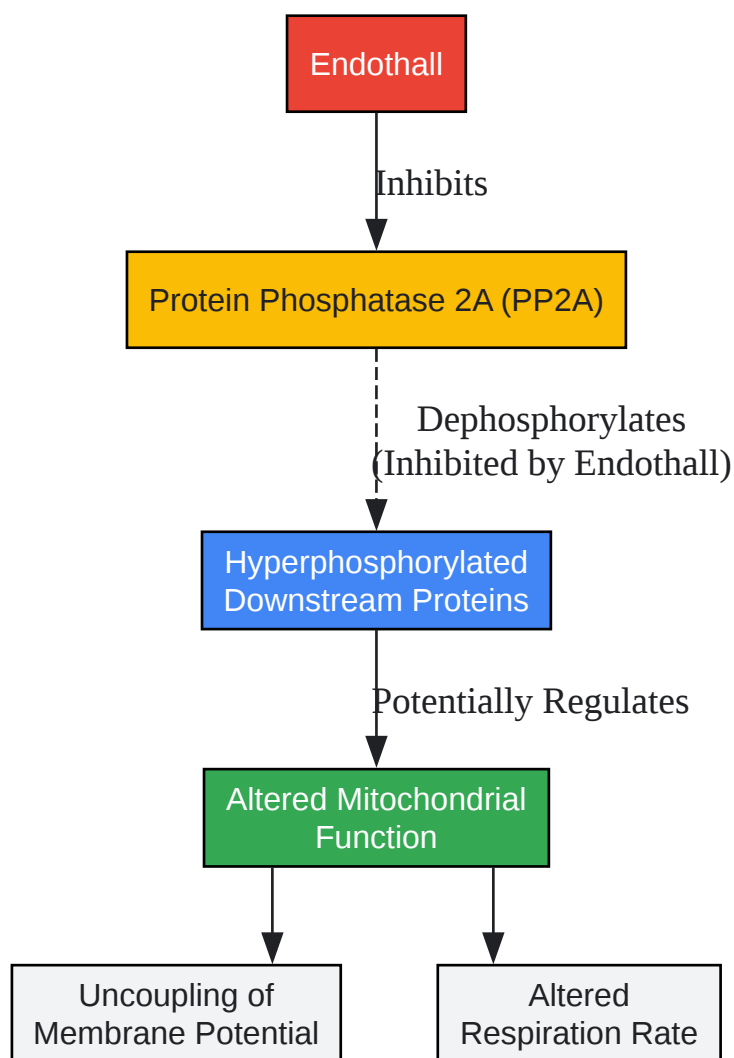 Endothall
Inhibits
Protein Phosphatase 2A (PP2A)
Dephosphorylates
(Inhibited by Endothall)
Hyperphosphorylated
Downstream Proteins
Potentially Regulates
Altered Mitochondrial
Function
Uncoupling of
Membrane Potential
Altered
Respiration Rate